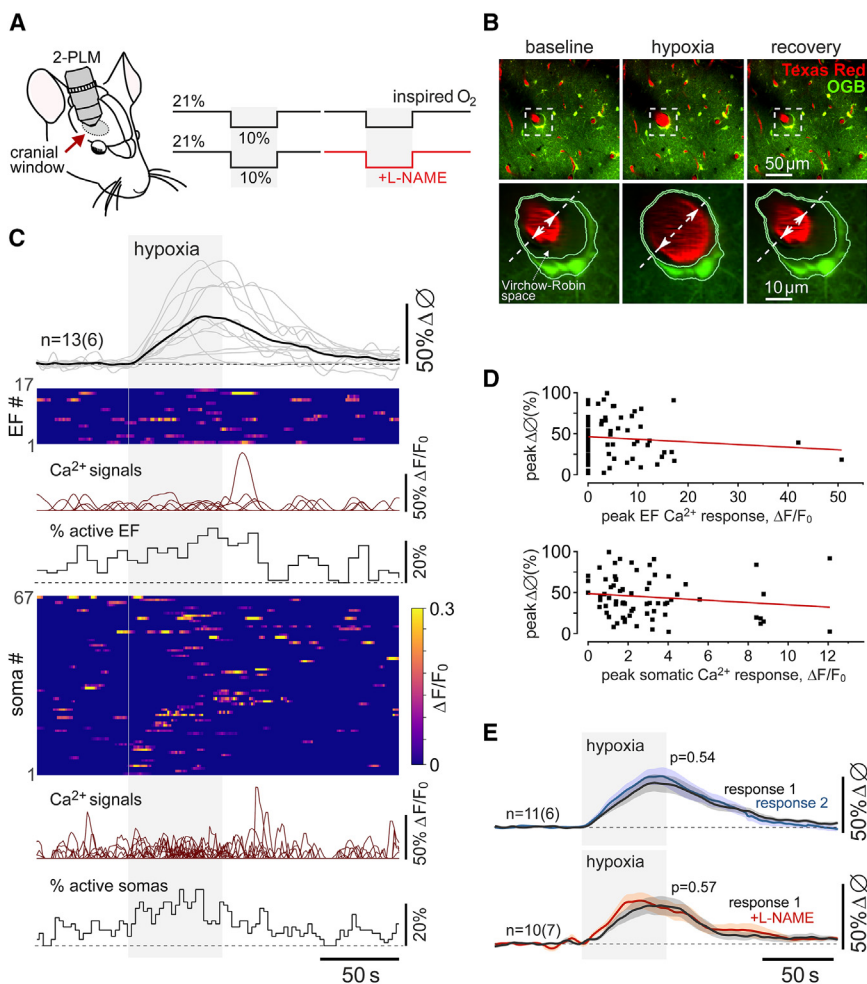 A
2-PLM
cranial
window
21%
10%
inspired O₂
21%
10%
+L-NAME
B
baseline
hypoxia
recovery
Texas Red
OGB
50 µm
Virchow-Robin
space
10 µm
C
hypoxia
n=13(6)
50% Δ∅
17
EF #
1
Ca²⁺ signals
50% ΔF/F₀
% active EF
20%
67
soma #
1
0.3
ΔF/F₀
0
Ca²⁺ signals
50% ΔF/F₀
% active somas
20%
50 s
D
peak Δ∅(%)
100
50
0
0 10 20 30 40 50
peak EF Ca²⁺ response, ΔF/F₀
peak Δ∅(%)
100
50
0
0 2 4 6 8 10 12
peak somatic Ca²⁺ response, ΔF/F₀
E
hypoxia
p=0.54
response 1
response 2
n=11(6)
50% Δ∅
hypoxia
p=0.57
response 1
+L-NAME
n=10(7)
50% Δ∅
50 s